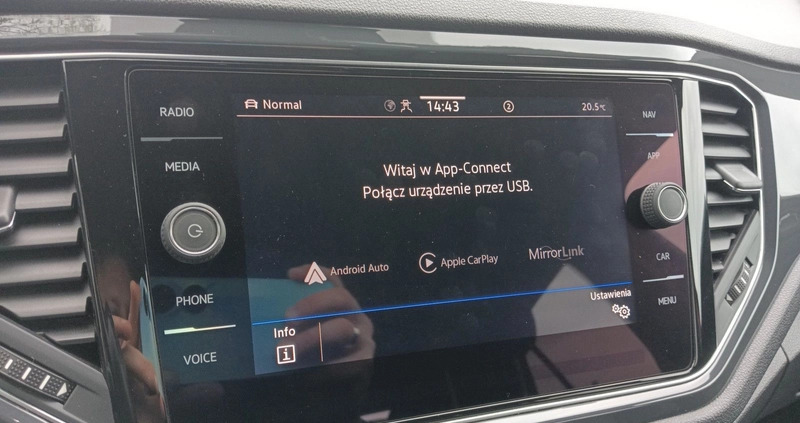 RADIO
MEDIA
PHONE
VOICE
Normal
14:43
2
20.5°C
Witaj w App-Connect
Połącz urządzenie przez USB.
Android Auto
Apple CarPlay
MirrorLink
Ustawienia
Info
NAV
APP
CAR
MENU